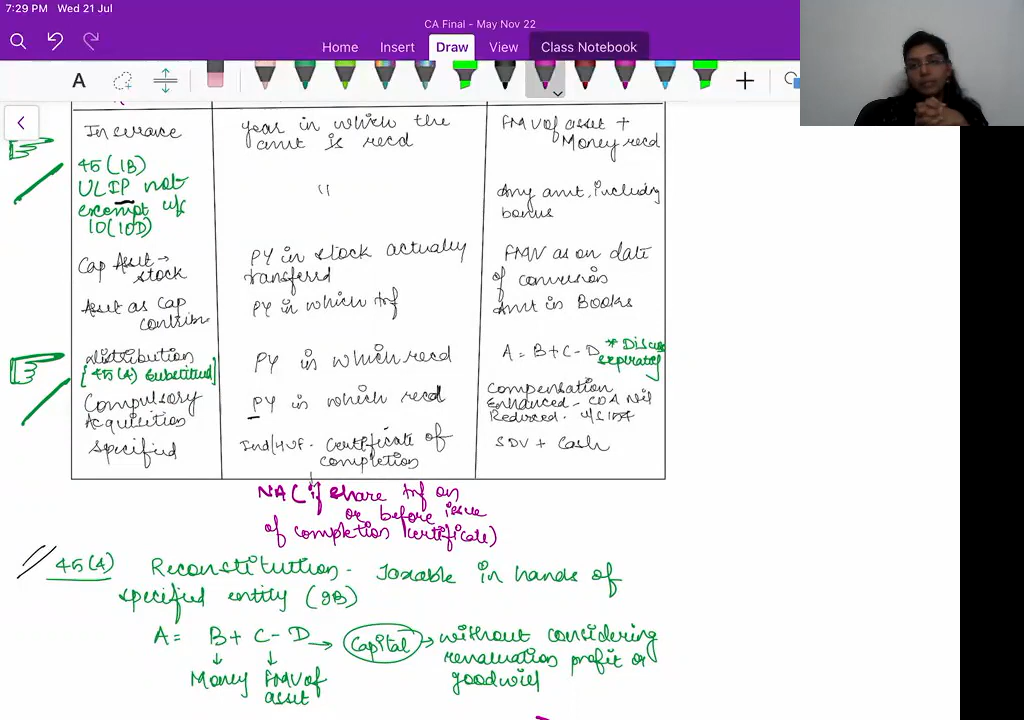 7:29 PM Wed 21 Jul
CA Final - May Nov 22
Home Insert Draw View Class Notebook
Insurance
year in which the
amt is recd
FMV of asset +
Money recd
45(1B)
ULIP not
exempt u/s
10(10D)
"
Any amt, including
bonus
Cap Asset →
stock
PY in stock actually
transferred
FMV as on date
of conversion
Asset as Cap
contribn
PY in which trf
Amt in Books
Distribution
[45(4) Substituted]
PY in which recd
A = B+C-D * Discuss
seperately
Compulsory
Acquisition
PY in which recd
Compensation
Enhanced - COA Nil
Reduced - u/s 154
Specified
Ind/HUF - Certificate of
completion
SDV + Cash
NA (if share trf on
or before issue
of completion certificate)
45(4) Reconstitution - Taxable in hands of
specified entity (9B)
A = B + C - D → Capital → without considering
revaluation profit or
goodwill
Money FMV of
asset